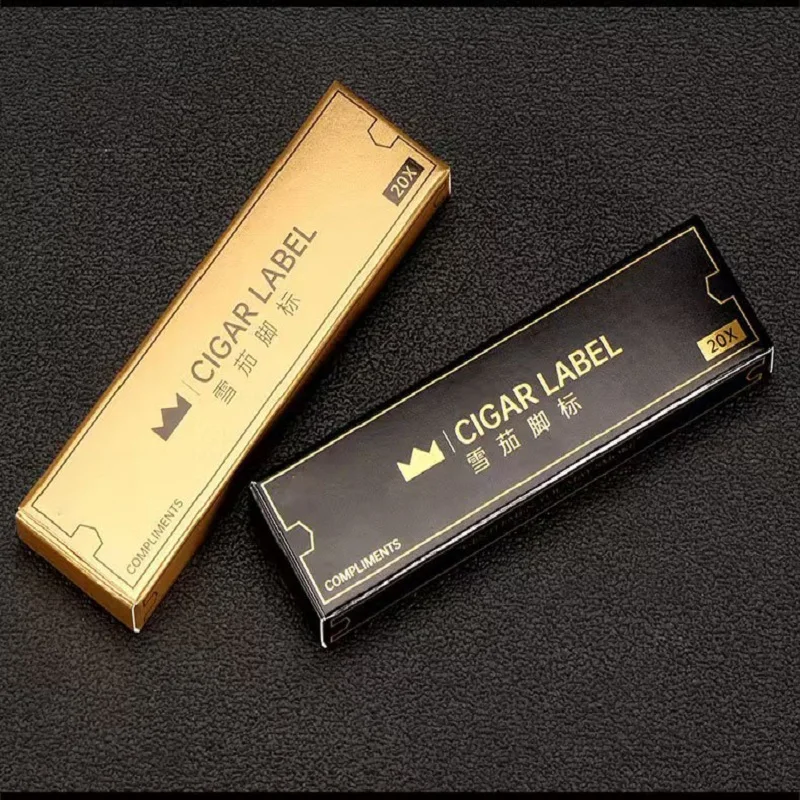 20X
CIGAR LABEL
雪茄脚标
COMPLIMENTS
20X
CIGAR LABEL
雪茄脚标
COMPLIMENTS